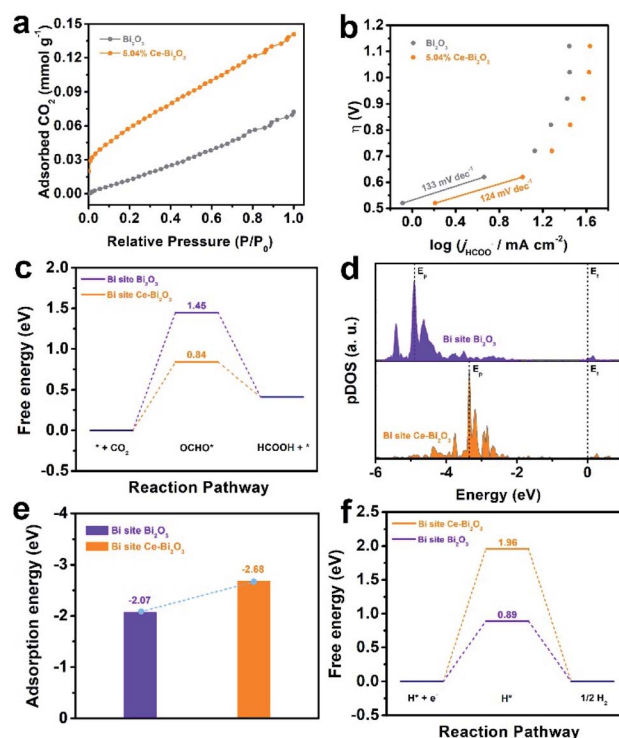 a
Bi₂O₃
5.04% Ce-Bi₂O₃
Adsorbed CO₂ (mmol g⁻¹)
0.15
0.12
0.09
0.06
0.03
0.00
0.0 0.2 0.4 0.6 0.8 1.0
Relative Pressure (P/P₀)
b
Bi₂O₃
5.04% Ce-Bi₂O₃
η (V)
1.2
1.1
1.0
0.9
0.8
0.7
0.6
0.5
133 mV dec⁻¹
124 mV dec⁻¹
0.0 0.4 0.8 1.2 1.6
log (j HCOO⁻ / mA cm⁻²)
c
Bi site Bi₂O₃
Bi site Ce-Bi₂O₃
Free energy (eV)
2.0
1.5
1.0
0.5
0.0
-0.5
1.45
0.84
* + CO₂ OCHO* HCOOH + *
Reaction Pathway
d
pDOS (a. u.)
Eₚ
E_f
Bi site Bi₂O₃
Eₚ
E_f
Bi site Ce-Bi₂O₃
-6 -4 -2 0 2
Energy (eV)
e
Bi site Bi₂O₃
Bi site Ce-Bi₂O₃
Adsorption energy (eV)
-4
-3
-2
-1
0
-2.07
-2.68
f
Bi site Ce-Bi₂O₃
Bi site Bi₂O₃
Free energy (eV)
3.0
2.5
2.0
1.5
1.0
0.5
0.0
-0.5
1.96
0.89
H⁺ + e⁻ H* 1/2 H₂
Reaction Pathway